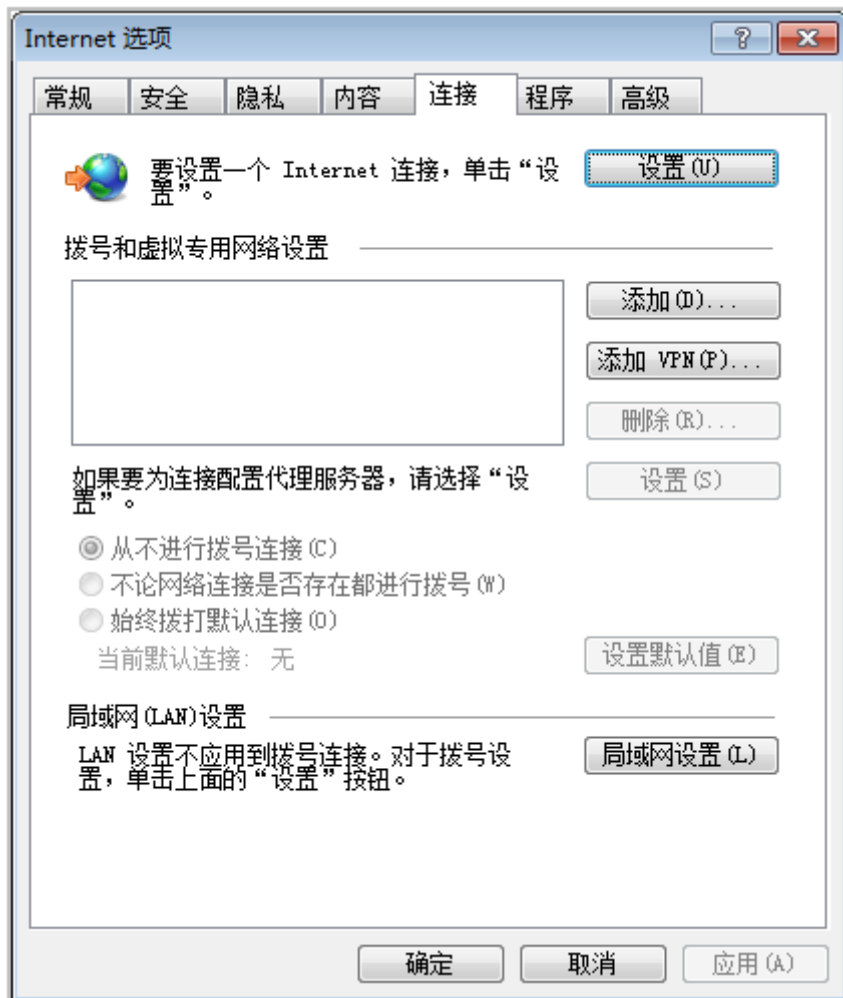 Internet 选项
常规 安全 隐私 内容 连接 程序 高级
要设置一个 Internet 连接，单击“设
置”。
设置(U)
拨号和虚拟专用网络设置
添加(D)...
添加 VPN(P)...
删除(R)...
如果要为连接配置代理服务器，请选择“设
置”。
设置(S)
从不进行拨号连接(C)
不论网络连接是否存在都进行拨号(W)
始终拨打默认连接(O)
当前默认连接: 无
设置默认值(E)
局域网(LAN)设置
LAN 设置不应用到拨号连接。对于拨号设
置，单击上面的“设置”按钮。
局域网设置(L)
确定 取消 应用(A)